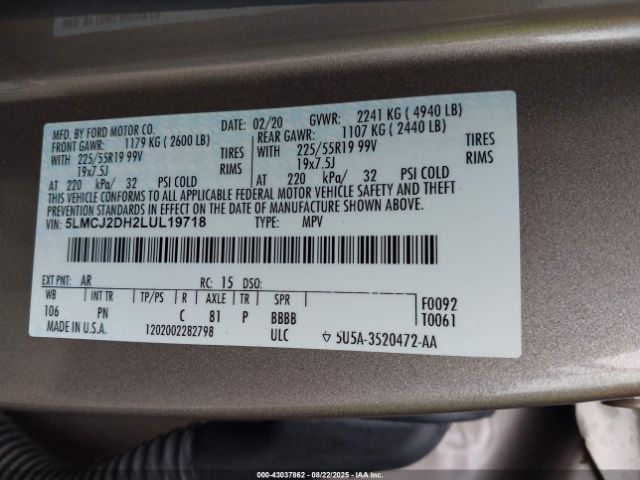 MFD. BY FORD MOTOR CO. DATE: 02/20 GVWR: 2241 KG ( 4940 LB)
FRONT GAWR: 1179 KG ( 2600 LB) REAR GAWR: 1107 KG ( 2440 LB)
WITH 225/55R19 99V TIRES WITH 225/55R19 99V TIRES
19x7.5J RIMS 19x7.5J RIMS
AT 220 kPa/ 32 PSI COLD AT 220 kPa/ 32 PSI COLD
THIS VEHICLE CONFORMS TO ALL APPLICABLE FEDERAL MOTOR VEHICLE SAFETY AND THEFT
PREVENTION STANDARDS IN EFFECT ON THE DATE OF MANUFACTURE SHOWN ABOVE.
VIN: 5LMCJ2DH2LUL19718 TYPE: MPV
EXT PNT: AR RC: 15 DSO:
WB INT TR TP/PS R AXLE TR SPR F0092
106 PN C 81 P BBBB T0061
MADE IN U.S.A. 1202002282798 ULC 5U5A-3520472-AA
000-43037862 - 08/22/2025 - IAAI.CA